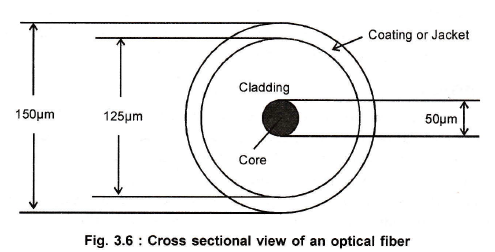 Coating or Jacket
Cladding
150μm
125μm
50μm
Core
Fig. 3.6 : Cross sectional view of an optical fiber